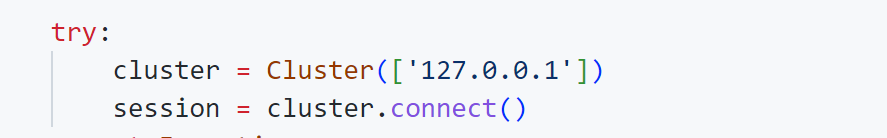 try:
    cluster = Cluster(['127.0.0.1'])
    session = cluster.connect()